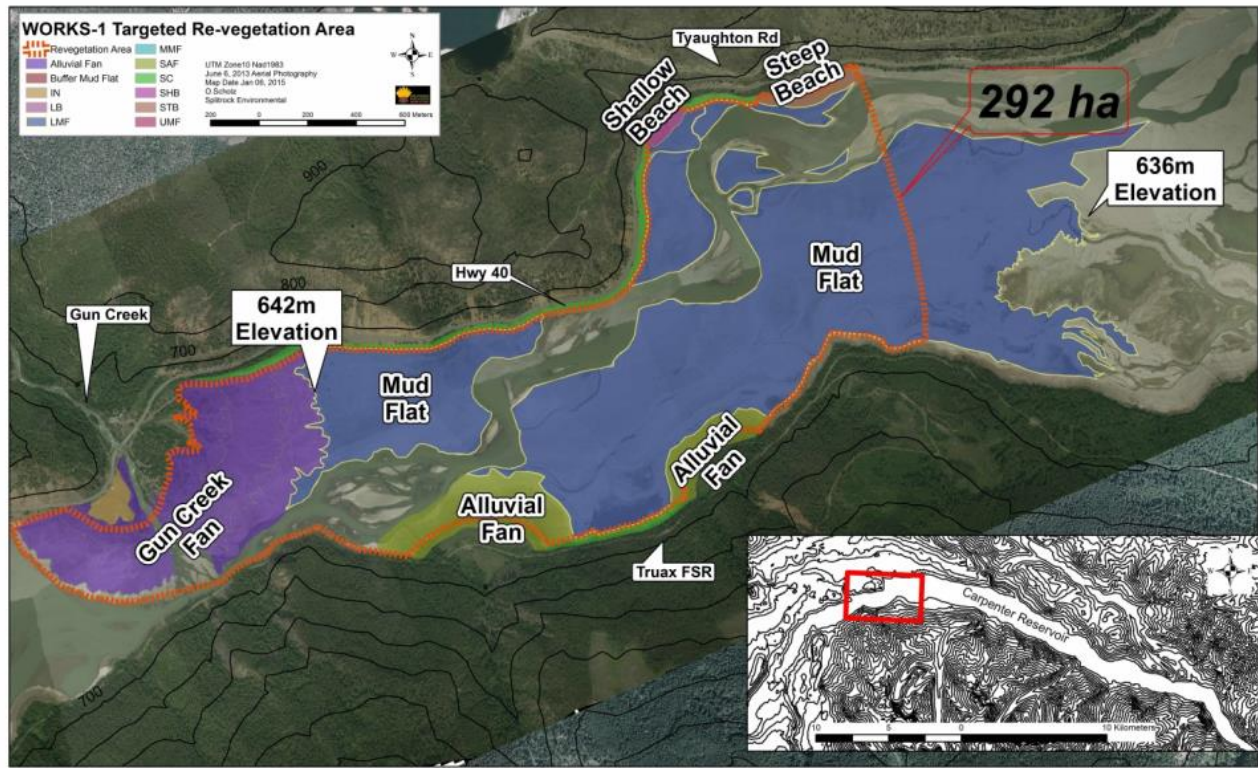 WORKS-1 Targeted Re-vegetation Area
Revegetation Area
Alluvial Fan
Buffer Mud Flat
IN
LB
LMF
MMF
SAF
SC
SHB
STB
UMF
UTM Zone10 Nad1983
June 6, 2013 Aerial Photography
Map Date Jan 06, 2015
O.Scholz
Splitrock Environmental
N
W E
S
200 0 200 400 600 Meters
Tyaughton Rd
Steep
Beach
Shallow
Beach
292 ha
636m
Elevation
900
Mud
Flat
Hwy 40
800
642m
Elevation
Gun Creek
700
Mud
Flat
Alluvial
Fan
Gun Creek
Fan
Alluvial
Fan
Truax FSR
700
Carpenter Reservoir
10 5 0 10 Kilometers